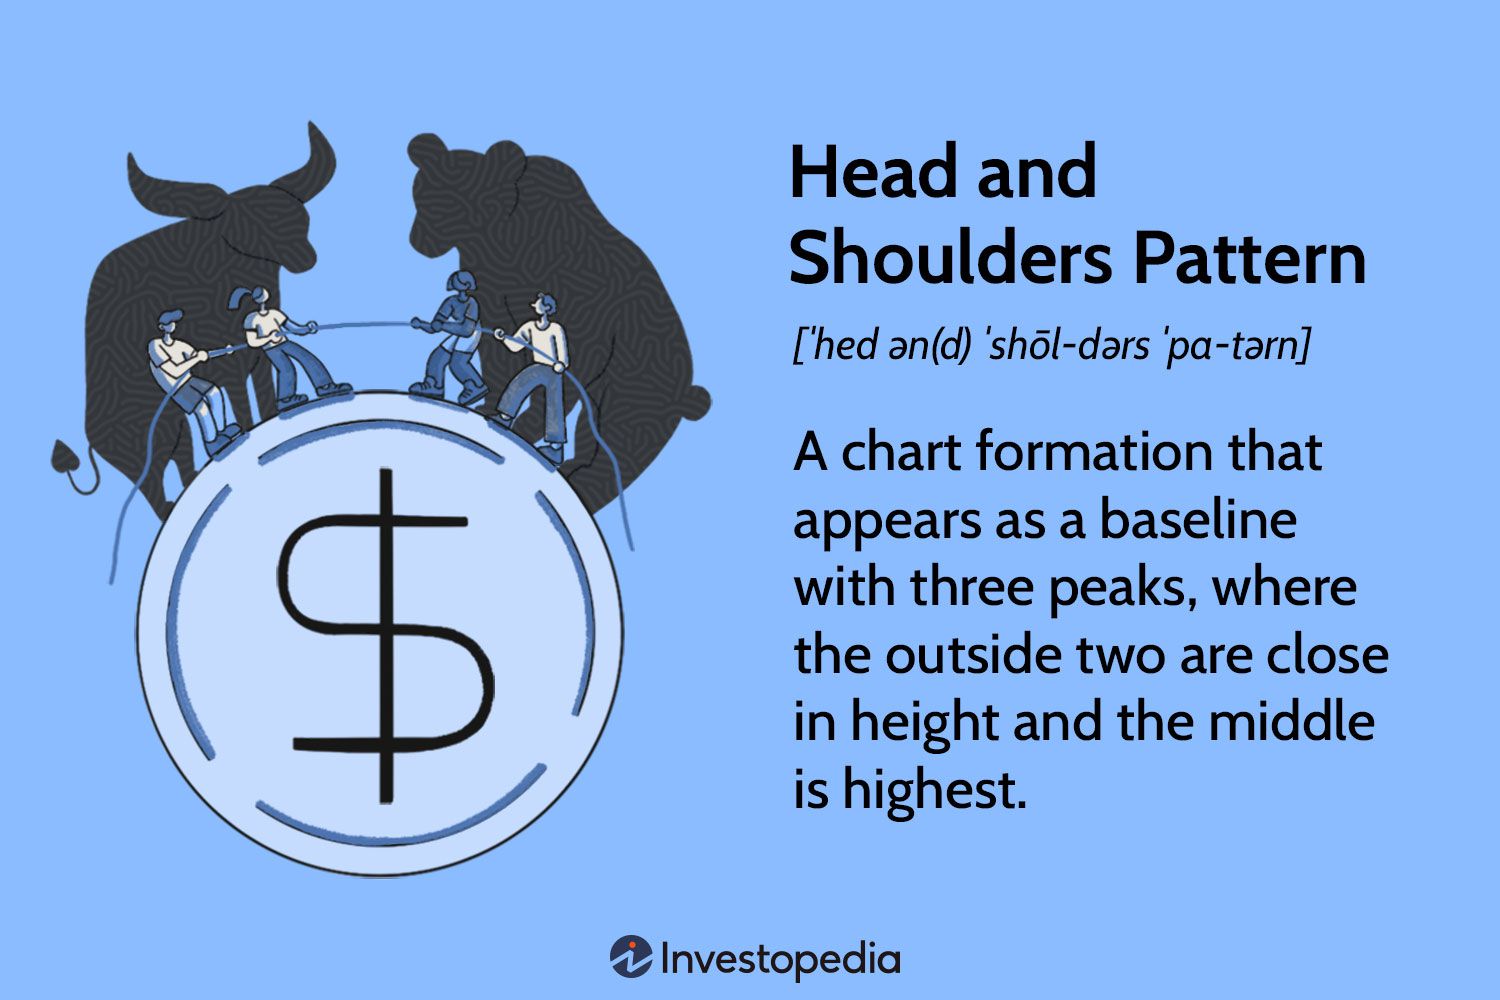 Head and
Shoulders Pattern
[ˈhed ən(d) ˈshōl-dərs ˈpa-tərn]
A chart formation that
appears as a baseline
with three peaks, where
the outside two are close
in height and the middle
is highest.
$
Investopedia